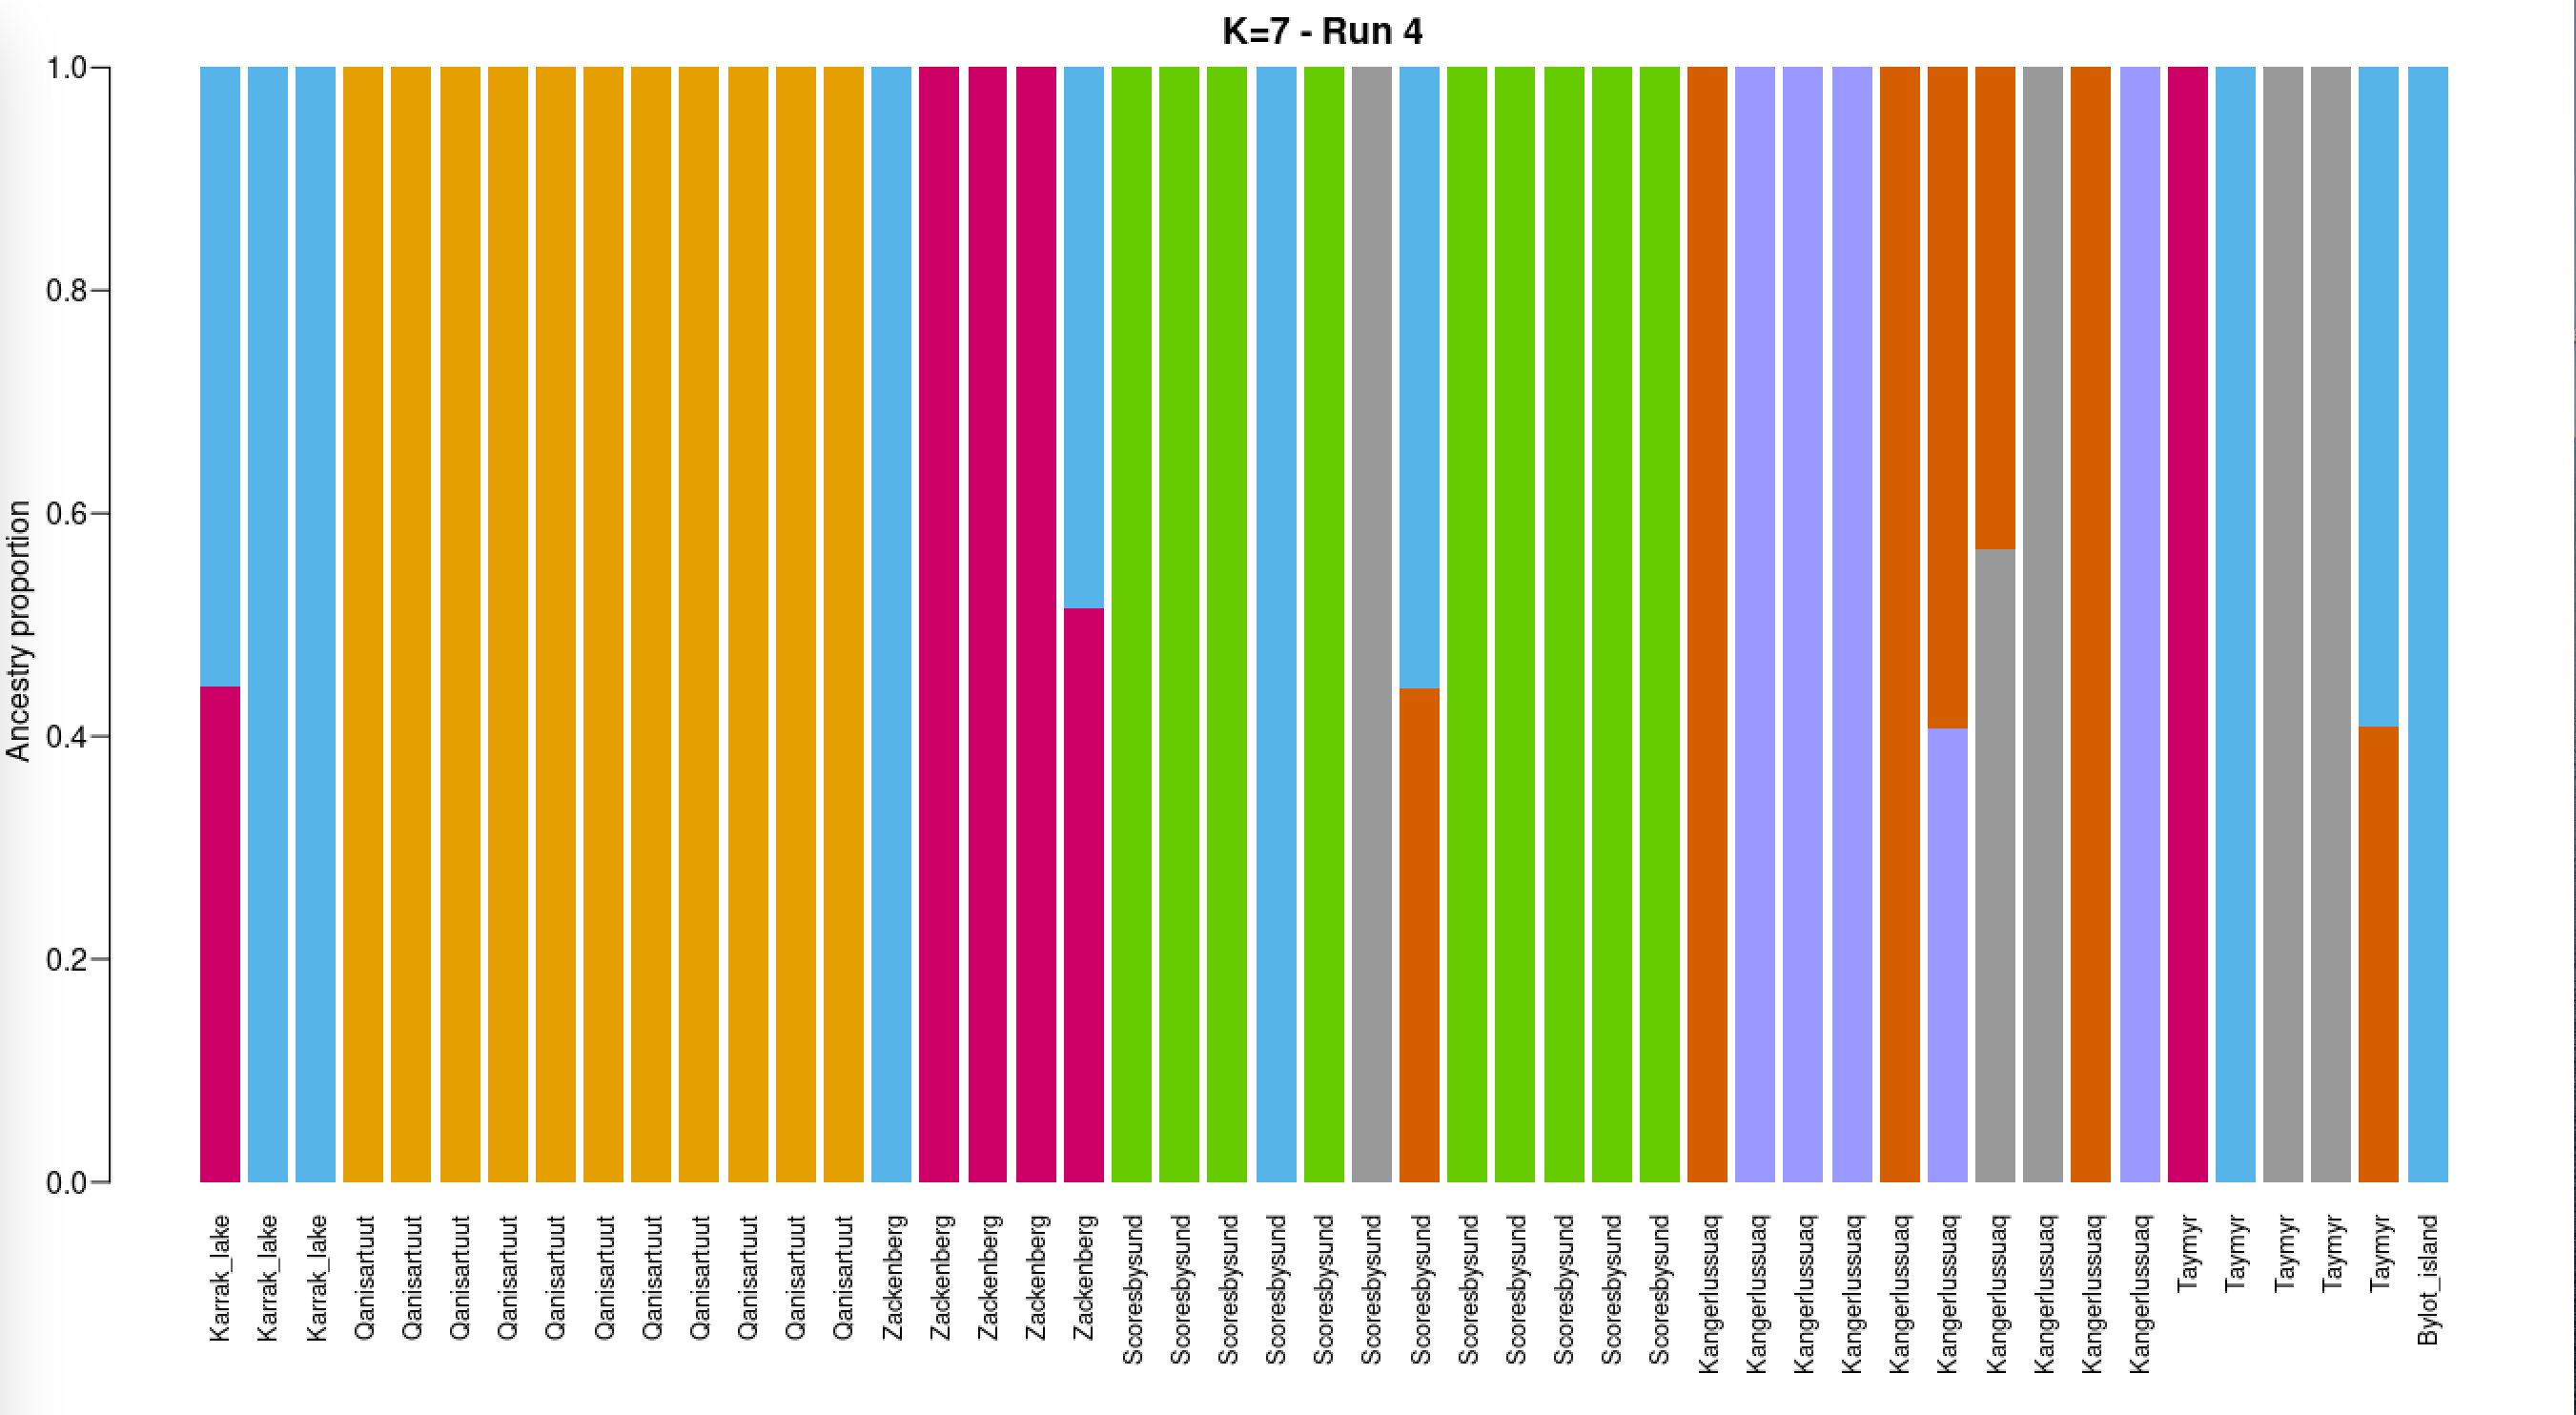 K=7 - Run 4
1.0
0.8
0.6
0.4
0.2
0.0
Ancestry proportion
Karrak_lake
Karrak_lake
Karrak_lake
Qanisartuut
Qanisartuut
Qanisartuut
Qanisartuut
Qanisartuut
Qanisartuut
Qanisartuut
Qanisartuut
Qanisartuut
Qanisartuut
Qanisartuut
Zackenberg
Zackenberg
Zackenberg
Zackenberg
Zackenberg
Scoresbysund
Scoresbysund
Scoresbysund
Scoresbysund
Scoresbysund
Scoresbysund
Scoresbysund
Scoresbysund
Scoresbysund
Scoresbysund
Scoresbysund
Scoresbysund
Kangerlussuaq
Kangerlussuaq
Kangerlussuaq
Kangerlussuaq
Kangerlussuaq
Kangerlussuaq
Kangerlussuaq
Kangerlussuaq
Kangerlussuaq
Kangerlussuaq
Taymyr
Taymyr
Taymyr
Taymyr
Taymyr
Bylot_island